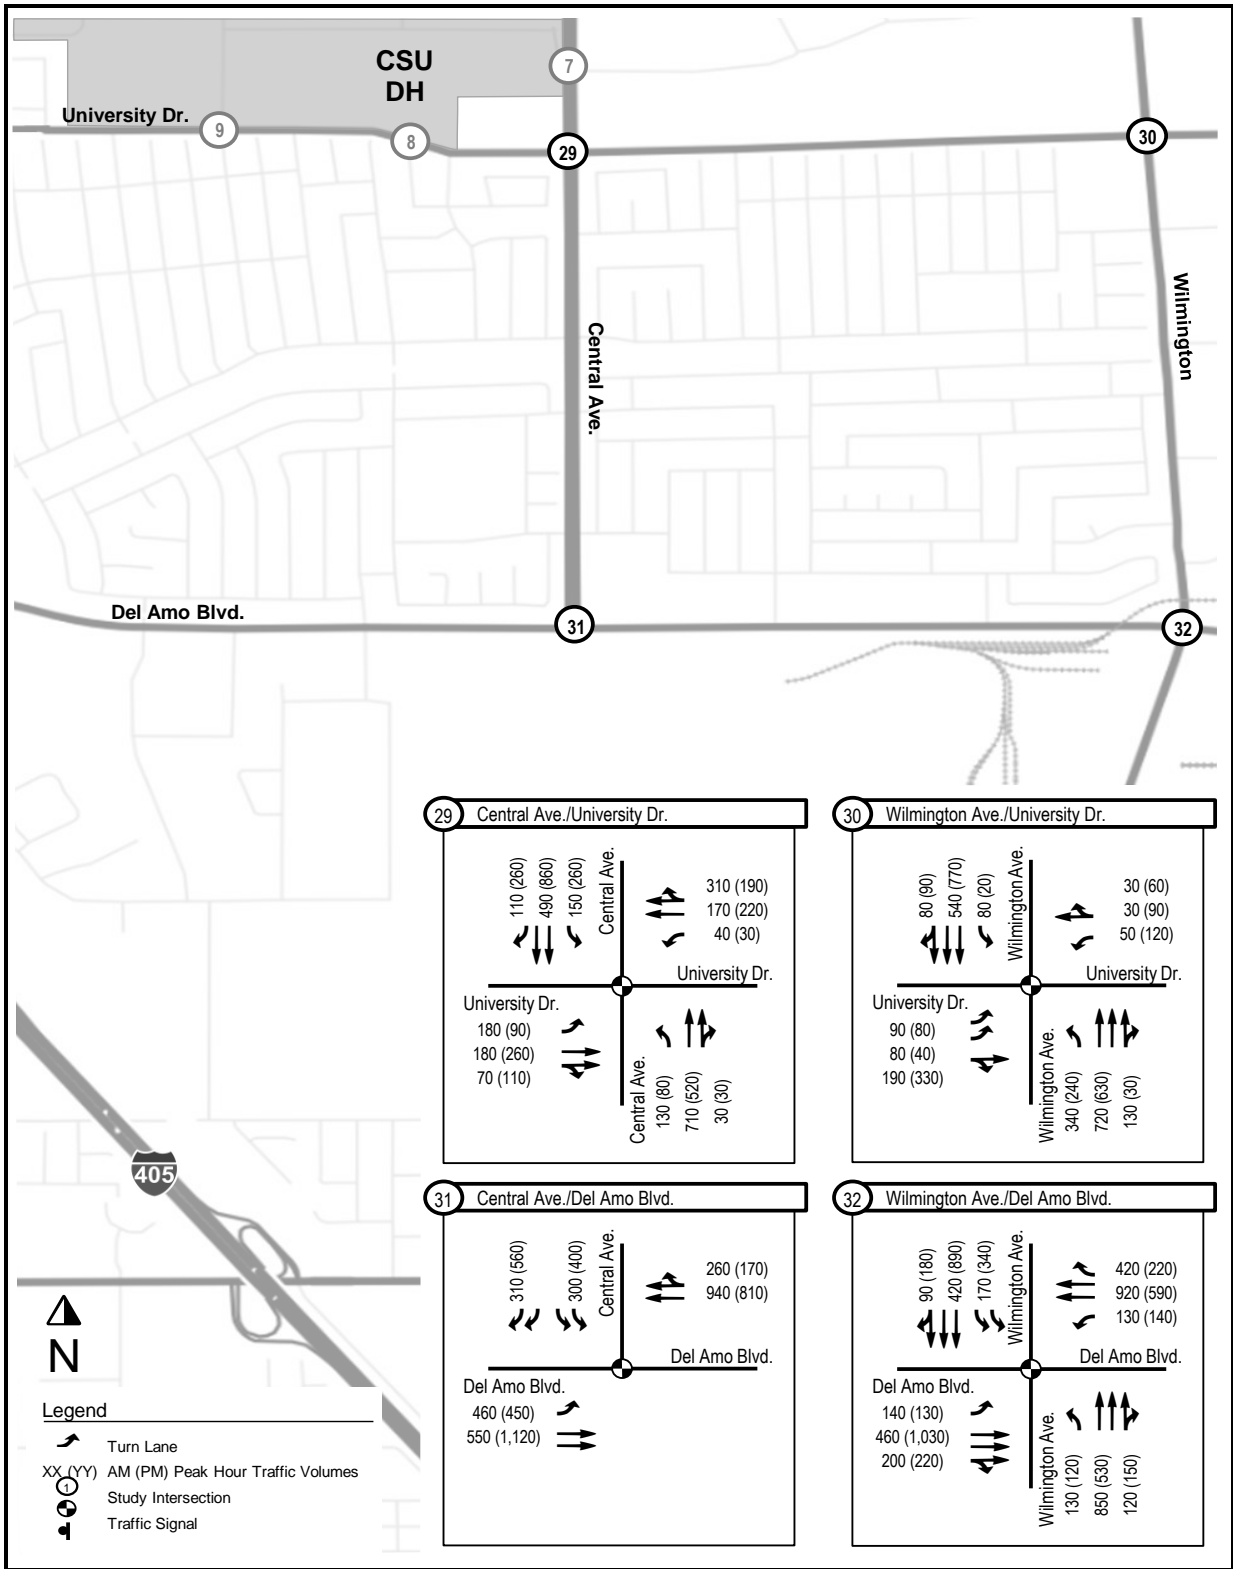 CSU
DH
7
University Dr.
9
8
29
30
Central Ave.
Wilmington
Del Amo Blvd.
31
32
405
N
Legend
Turn Lane
XX (YY) AM (PM) Peak Hour Traffic Volumes
1
Study Intersection
Traffic Signal
29 Central Ave./University Dr.
110 (260)
490 (860)
150 (260)
Central Ave.
310 (190)
170 (220)
40 (30)
University Dr.
University Dr.
180 (90)
180 (260)
70 (110)
Central Ave.
130 (80)
710 (520)
30 (30)
30 Wilmington Ave./University Dr.
80 (90)
540 (770)
80 (20)
Wilmington Ave.
30 (60)
30 (90)
50 (120)
University Dr.
University Dr.
90 (80)
80 (40)
190 (330)
Wilmington Ave.
340 (240)
720 (630)
130 (30)
31 Central Ave./Del Amo Blvd.
310 (560)
300 (400)
Central Ave.
260 (170)
940 (810)
Del Amo Blvd.
Del Amo Blvd.
460 (450)
550 (1,120)
32 Wilmington Ave./Del Amo Blvd.
90 (180)
420 (890)
170 (340)
Wilmington Ave.
420 (220)
920 (590)
130 (140)
Del Amo Blvd.
Del Amo Blvd.
140 (130)
460 (1,030)
200 (220)
Wilmington Ave.
130 (120)
850 (530)
120 (150)